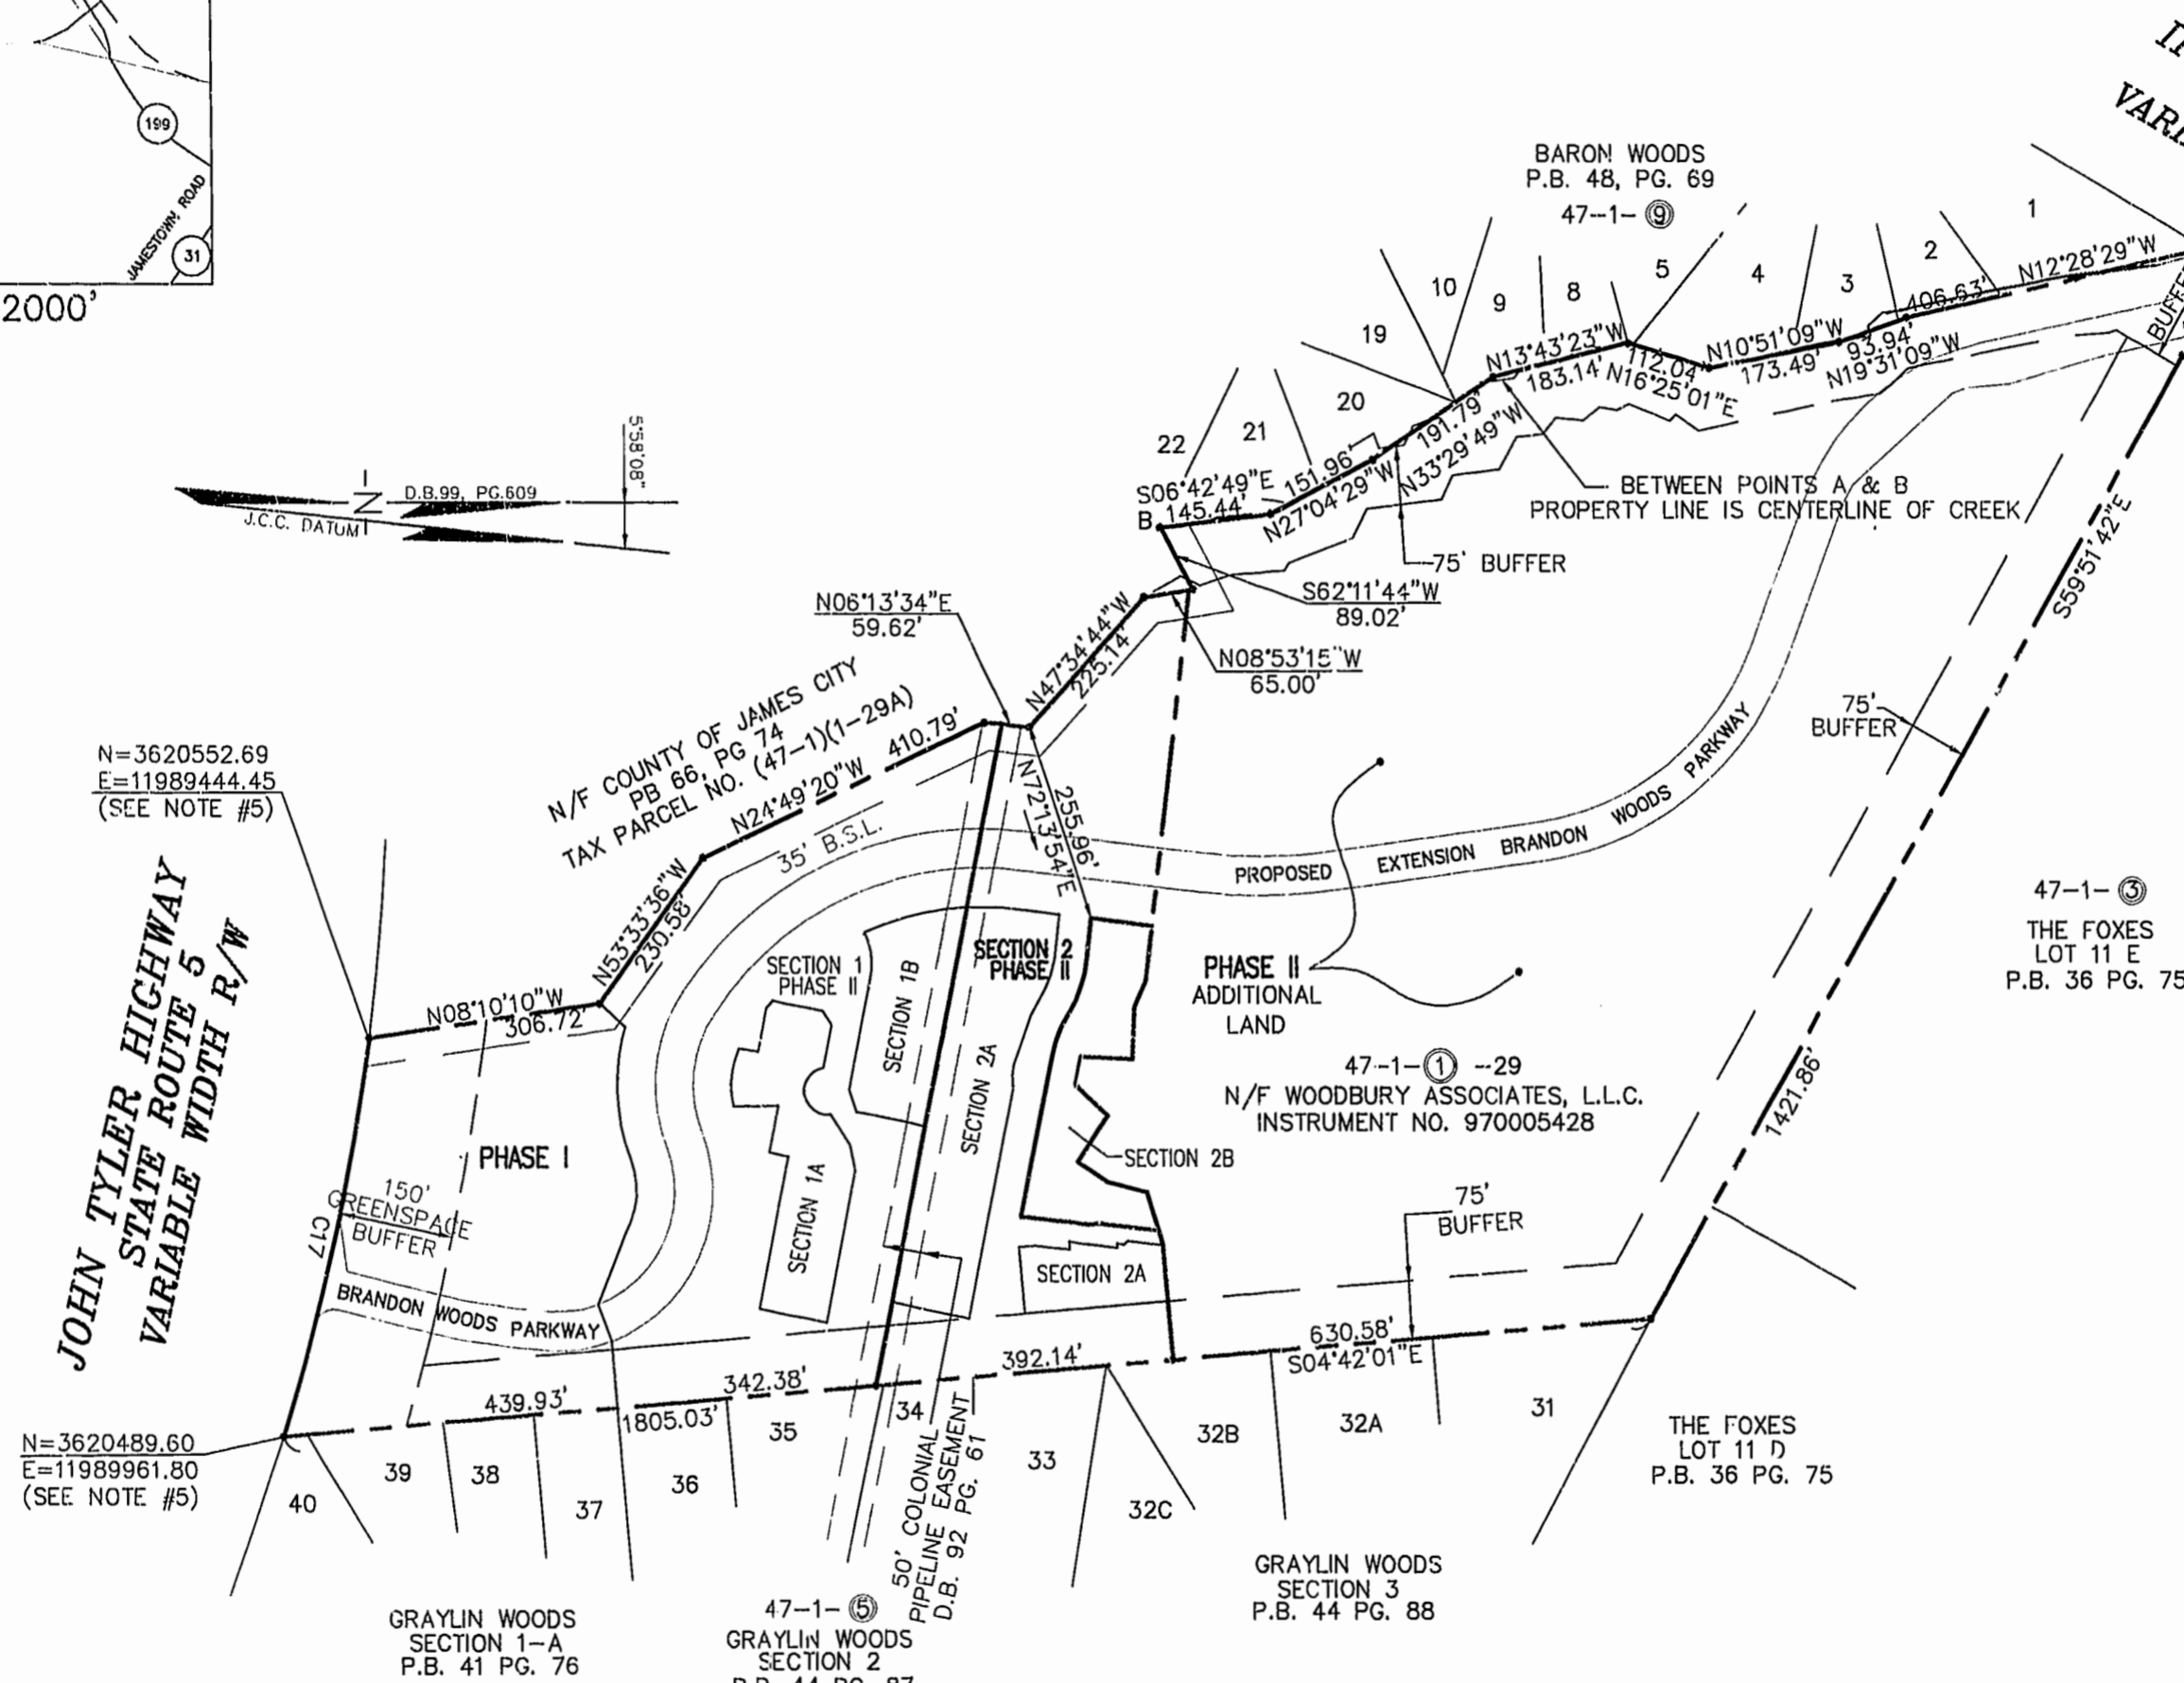 199
JAMESTOWN ROAD
31
2000'
BARON WOODS
P.B. 48, PG. 69
47-1- 9
1
2
3
4
5
8
9
10
19
20
21
22
N12°28'29"W
406.63'
93.94'
N19°31'09"W
N10°51'09"W
173.49'
112.04'
N16°25'01"E
N13°43'23"W
183.14'
191.79'
N33°29'49"W
151.96'
N27°04'29"W
S06°42'49"E
145.44'
B
BETWEEN POINTS A & B
PROPERTY LINE IS CENTERLINE OF CREEK
75' BUFFER
S62°11'44"W
89.02'
N08°53'15"W
65.00'
N
D.B.99, PG.609
J.C.C. DATUM
5°58'08"
N06°13'34"E
59.62'
N47°34'44"W
225.14'
N/F COUNTY OF JAMES CITY
PB 66, PG 74
TAX PARCEL NO. (47-1)(1-29A)
N24°49'20"W
410.79'
35' B.S.L.
N=3620552.69
E=11989444.45
(SEE NOTE #5)
N53°33'36"W
230.58'
N08°10'10"W
306.72'
255.96'
N72°13'54"E
PROPOSED EXTENSION BRANDON WOODS PARKWAY
S59°51'42"E
1421.86'
75'
BUFFER
47-1- 3
THE FOXES
LOT 11 E
P.B. 36 PG. 75
JOHN TYLER HIGHWAY
STATE ROUTE 5
VARIABLE WIDTH R/W
SECTION 1
PHASE II
SECTION 1B
SECTION 2
PHASE II
SECTION 2A
SECTION 1A
PHASE II
ADDITIONAL
LAND
47-1- 1 -29
N/F WOODBURY ASSOCIATES, L.L.C.
INSTRUMENT NO. 970005428
PHASE I
150'
GREENSPACE
BUFFER
C17
SECTION 2B
75'
BUFFER
SECTION 2A
BRANDON WOODS PARKWAY
630.58'
S04°42'01"E
392.14'
342.38'
439.93'
1805.03'
N=3620489.60
E=11989961.80
(SEE NOTE #5)
40
39
38
37
36
35
34
33
32C
32B
32A
31
50' COLONIAL
PIPELINE EASEMENT
D.B. 92 PG. 61
THE FOXES
LOT 11 D
P.B. 36 PG. 75
GRAYLIN WOODS
SECTION 3
P.B. 44 PG. 88
GRAYLIN WOODS
SECTION 1-A
P.B. 41 PG. 76
47-1- 5
GRAYLIN WOODS
SECTION 2